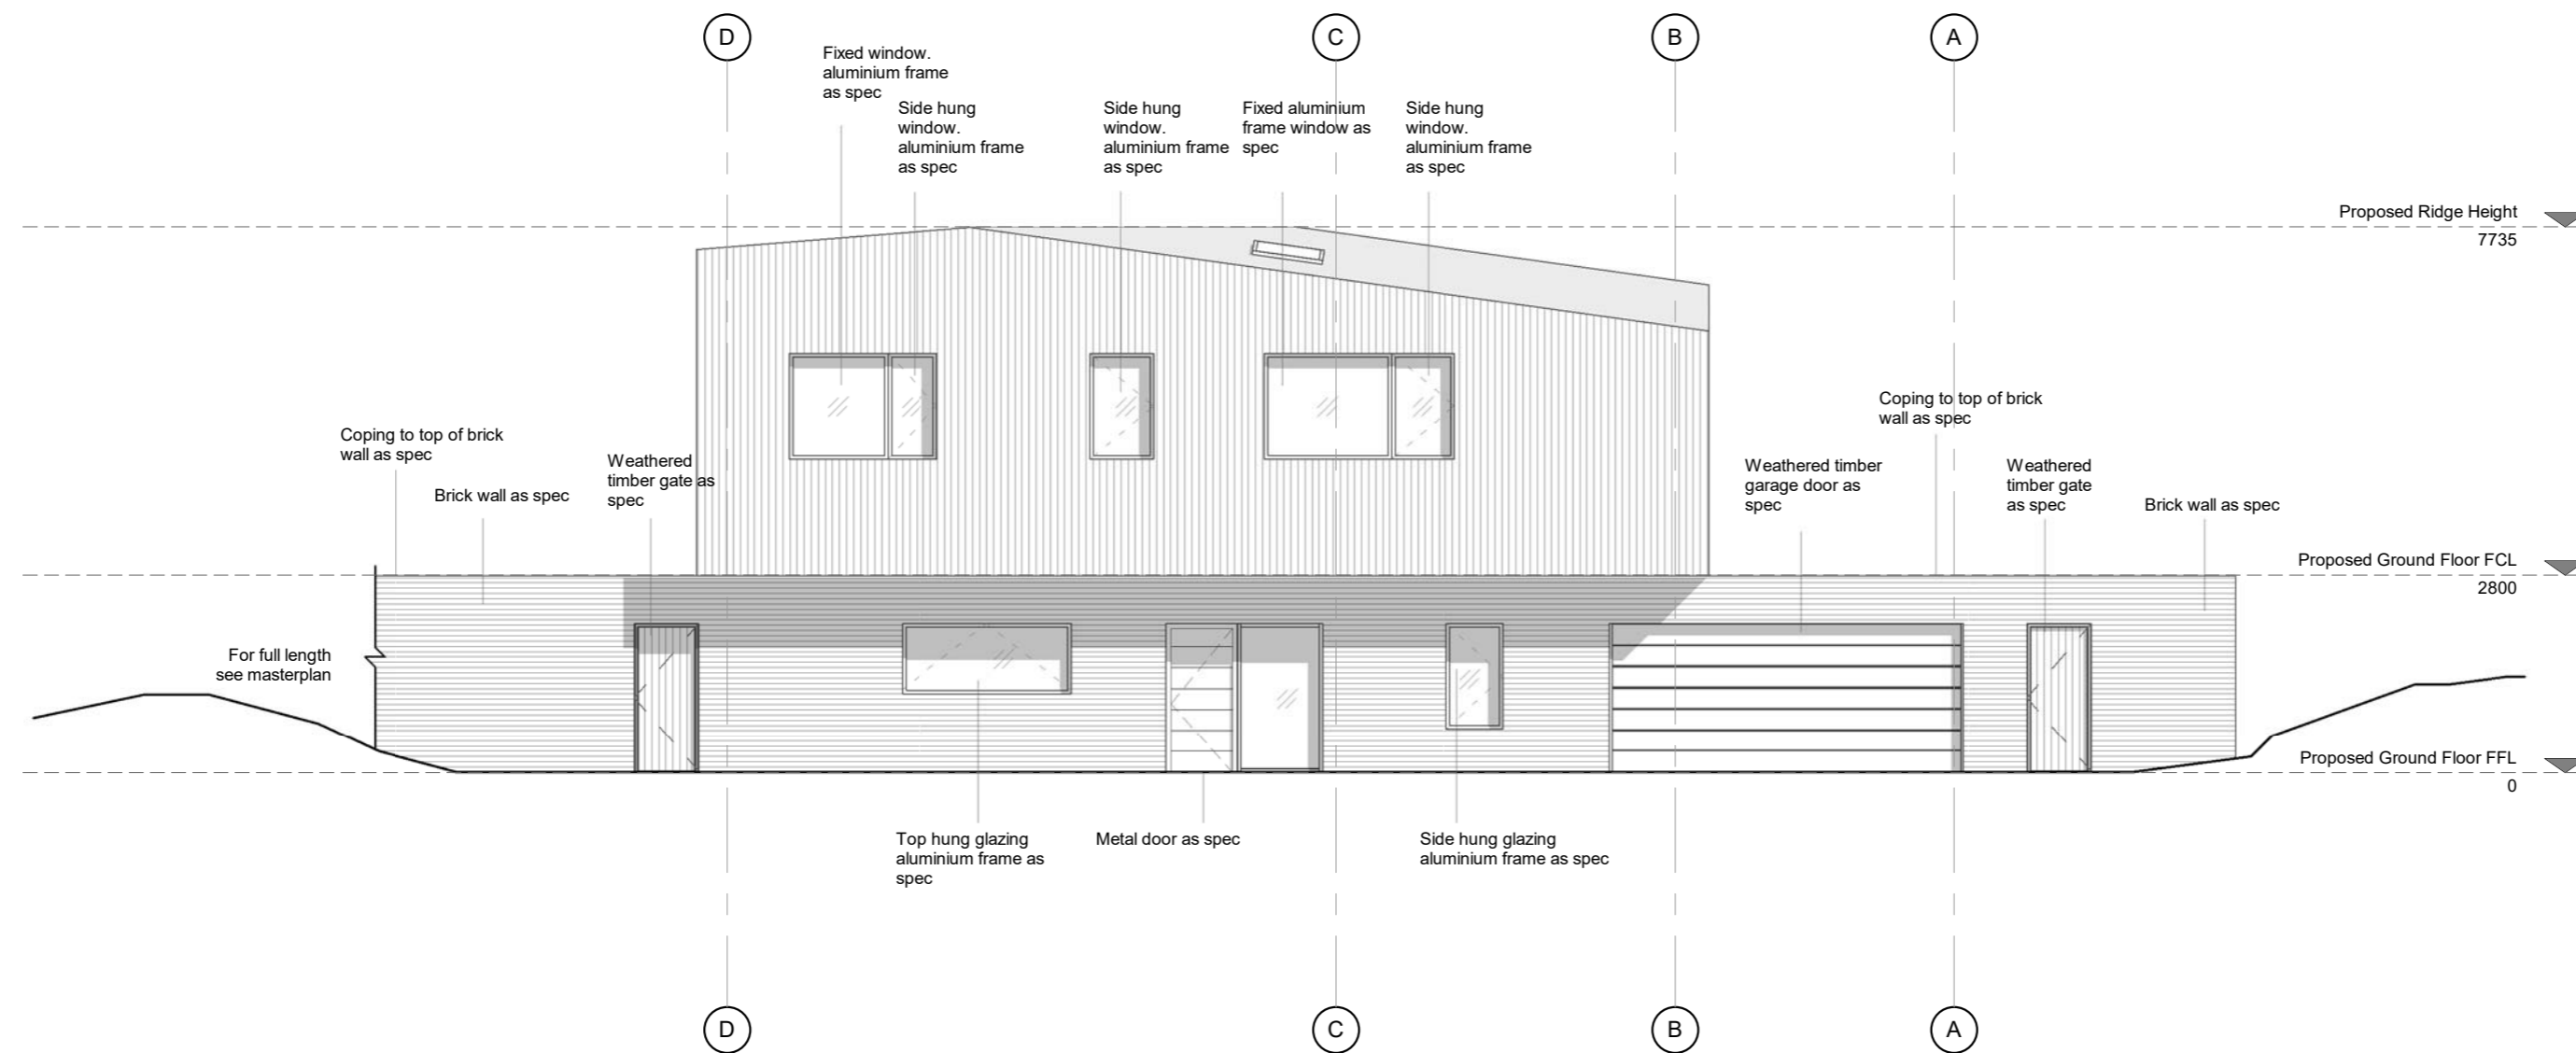 D
C
B
A
Fixed window.
aluminium frame
as spec
Side hung
window.
aluminium frame
as spec
Side hung
window.
aluminium frame
as spec
Fixed aluminium
frame window as
spec
Side hung
window.
aluminium frame
as spec
Proposed Ridge Height
7735
Coping to top of brick
wall as spec
Brick wall as spec
Weathered
timber gate as
spec
Weathered timber
garage door as
spec
Coping to top of brick
wall as spec
Weathered
timber gate
as spec
Brick wall as spec
Proposed Ground Floor FCL
2800
For full length
see masterplan
Proposed Ground Floor FFL
0
Top hung glazing
aluminium frame as
spec
Metal door as spec
Side hung glazing
aluminium frame as spec
D
C
B
A